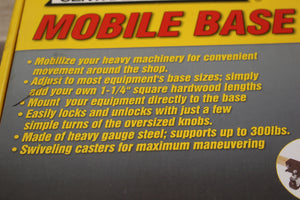 MOBILE BASE
• Mobilize your heavy machinery for convenient
movement around the shop.
• Adjust to most equipment's base sizes; simply
add your own 1-1/4" square hardwood lengths
• Mount your equipment directly to the base
• Easily locks and unlocks with just a few
simple turns of the oversized knobs.
• Made of heavy gauge steel; supports up to 300lbs.
• Swiveling casters for maximum maneuvering